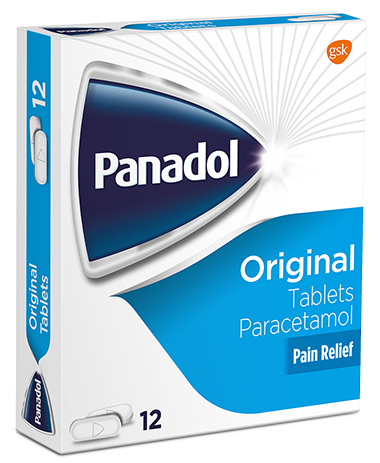 gsk
12
Panadol
Original
Tablets
Paracetamol
Pain Relief
12
Original
Tablets
Panadol